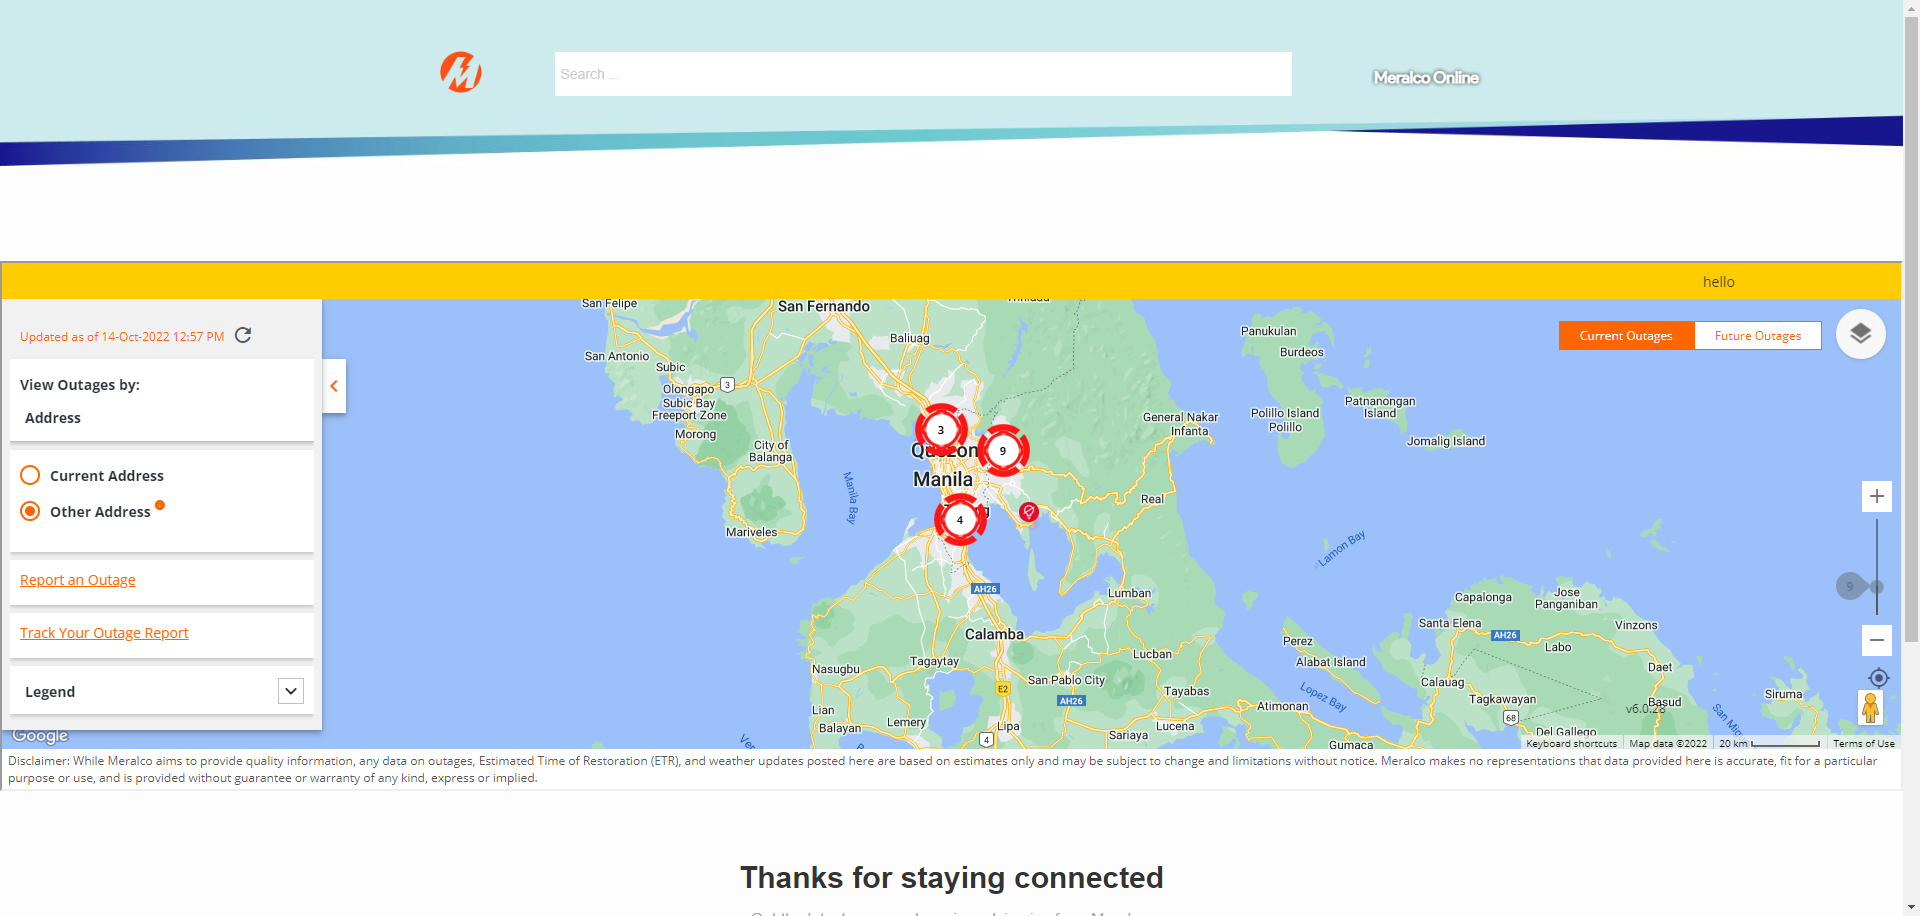 Search ...
Meralco Online
hello
Updated as of 14-Oct-2022 12:57 PM
View Outages by:
Address
Current Address
Other Address
Report an Outage
Track Your Outage Report
Legend
Current Outages
Future Outages
San Felipe
San Fernando
San Antonio
Subic
Olongapo
3
Subic Bay
Freeport Zone
Morong
City of
Balanga
Mariveles
Baliuag
Manila Bay
3
9
Manila
4
Real
General Nakar
Infanta
Panukulan
Burdeos
Polillo Island
Polillo
Patnanongan
Island
Jomalig Island
Lamon Bay
AH26
Lumban
Calamba
Tagaytay
Nasugbu
Lian
Balayan
Lemery
E2
San Pablo City
AH26
Lipa
4
Lucban
Tayabas
Lucena
Sariaya
Perez
Alabat Island
Lopez Bay
Atimonan
Gumaca
Calauag
Santa Elena
Capalonga
Jose
Panganiban
AH26
Labo
Vinzons
Daet
Tagkawayan
68
Del Gallego
Basud
v6.0.28
Siruma
9
Google
Keyboard shortcuts
Map data ©2022
20 km
Terms of Use
Disclaimer: While Meralco aims to provide quality information, any data on outages, Estimated Time of Restoration (ETR), and weather updates posted here are based on estimates only and may be subject to change and limitations without notice. Meralco makes no representations that data provided here is accurate, fit for a particular
purpose or use, and is provided without guarantee or warranty of any kind, express or implied.
Thanks for staying connected